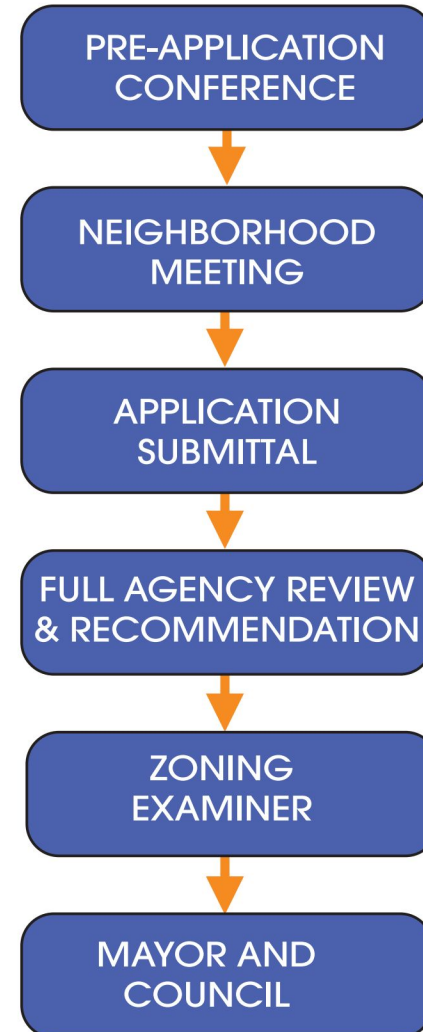 PRE-APPLICATION
CONFERENCE
NEIGHBORHOOD
MEETING
APPLICATION
SUBMITTAL
FULL AGENCY REVIEW
& RECOMMENDATION
ZONING
EXAMINER
MAYOR AND
COUNCIL